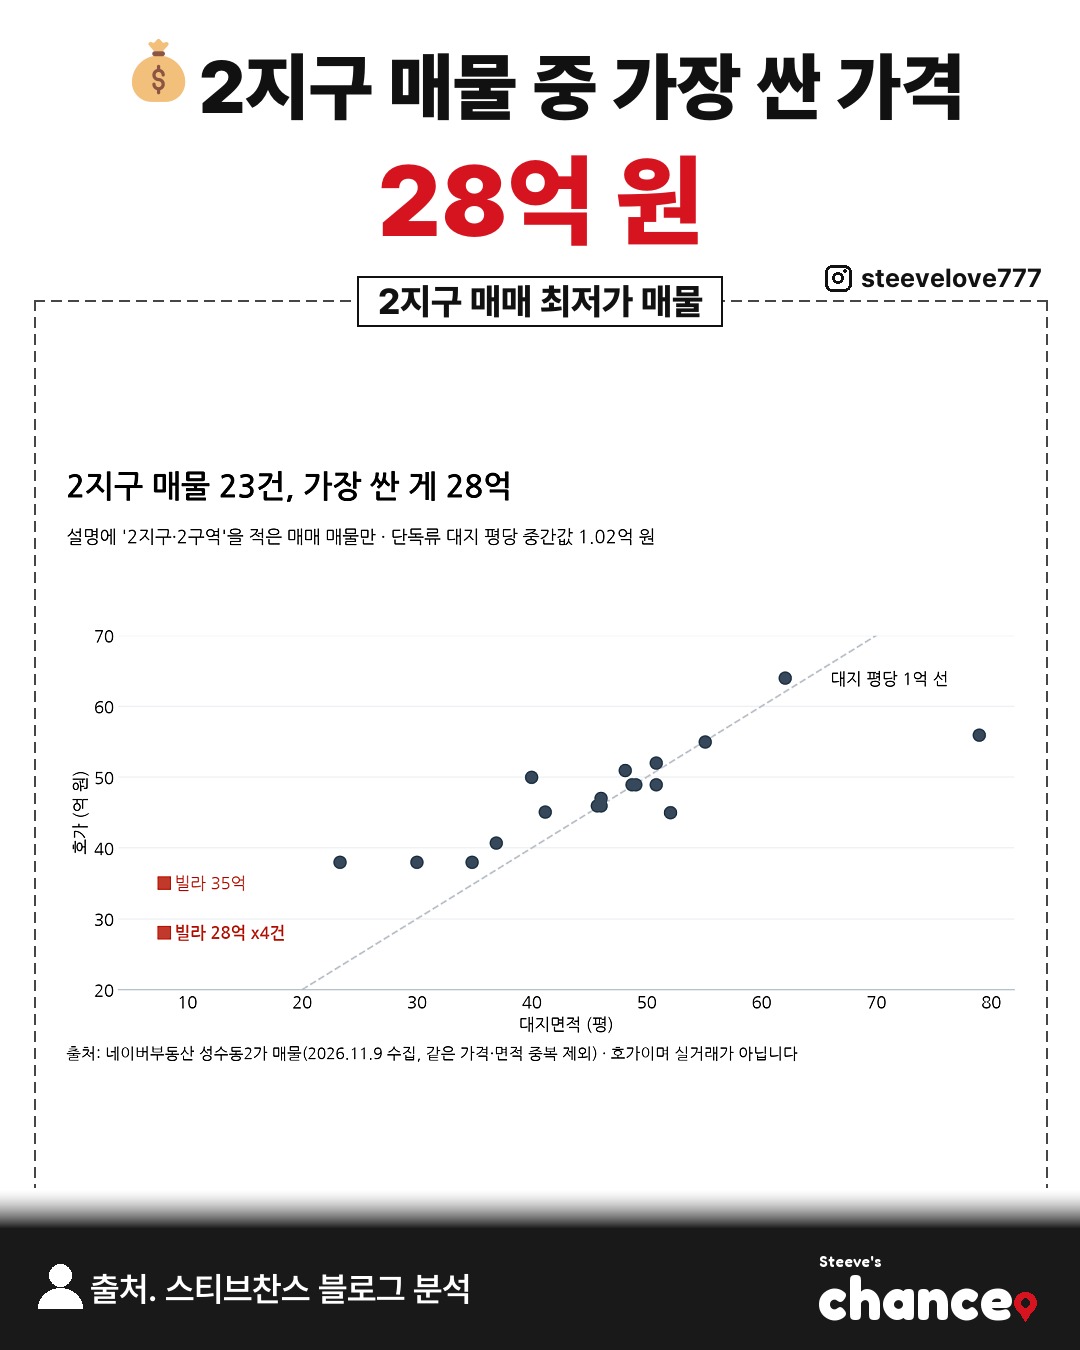 2지구 매물 중 가장 싼 가격
28억 원
steevelove777
2지구 매매 최저가 매물
2지구 매물 23건, 가장 싼 게 28억
설명에 '2지구·2구역'을 적은 매매 매물만 · 단독류 대지 평당 중간값 1.02억 원
70
대지 평당 1억 선
60
50
호가 (억 원)
40
빌라 35억
30
빌라 28억 x4건
20
10 20 30 40 50 60 70 80
대지면적 (평)
출처: 네이버부동산 성수동2가 매물(2026.11.9 수집, 같은 가격·면적 중복 제외) · 호가이며 실거래가 아닙니다
출처. 스티브찬스 블로그 분석
Steeve's
chance